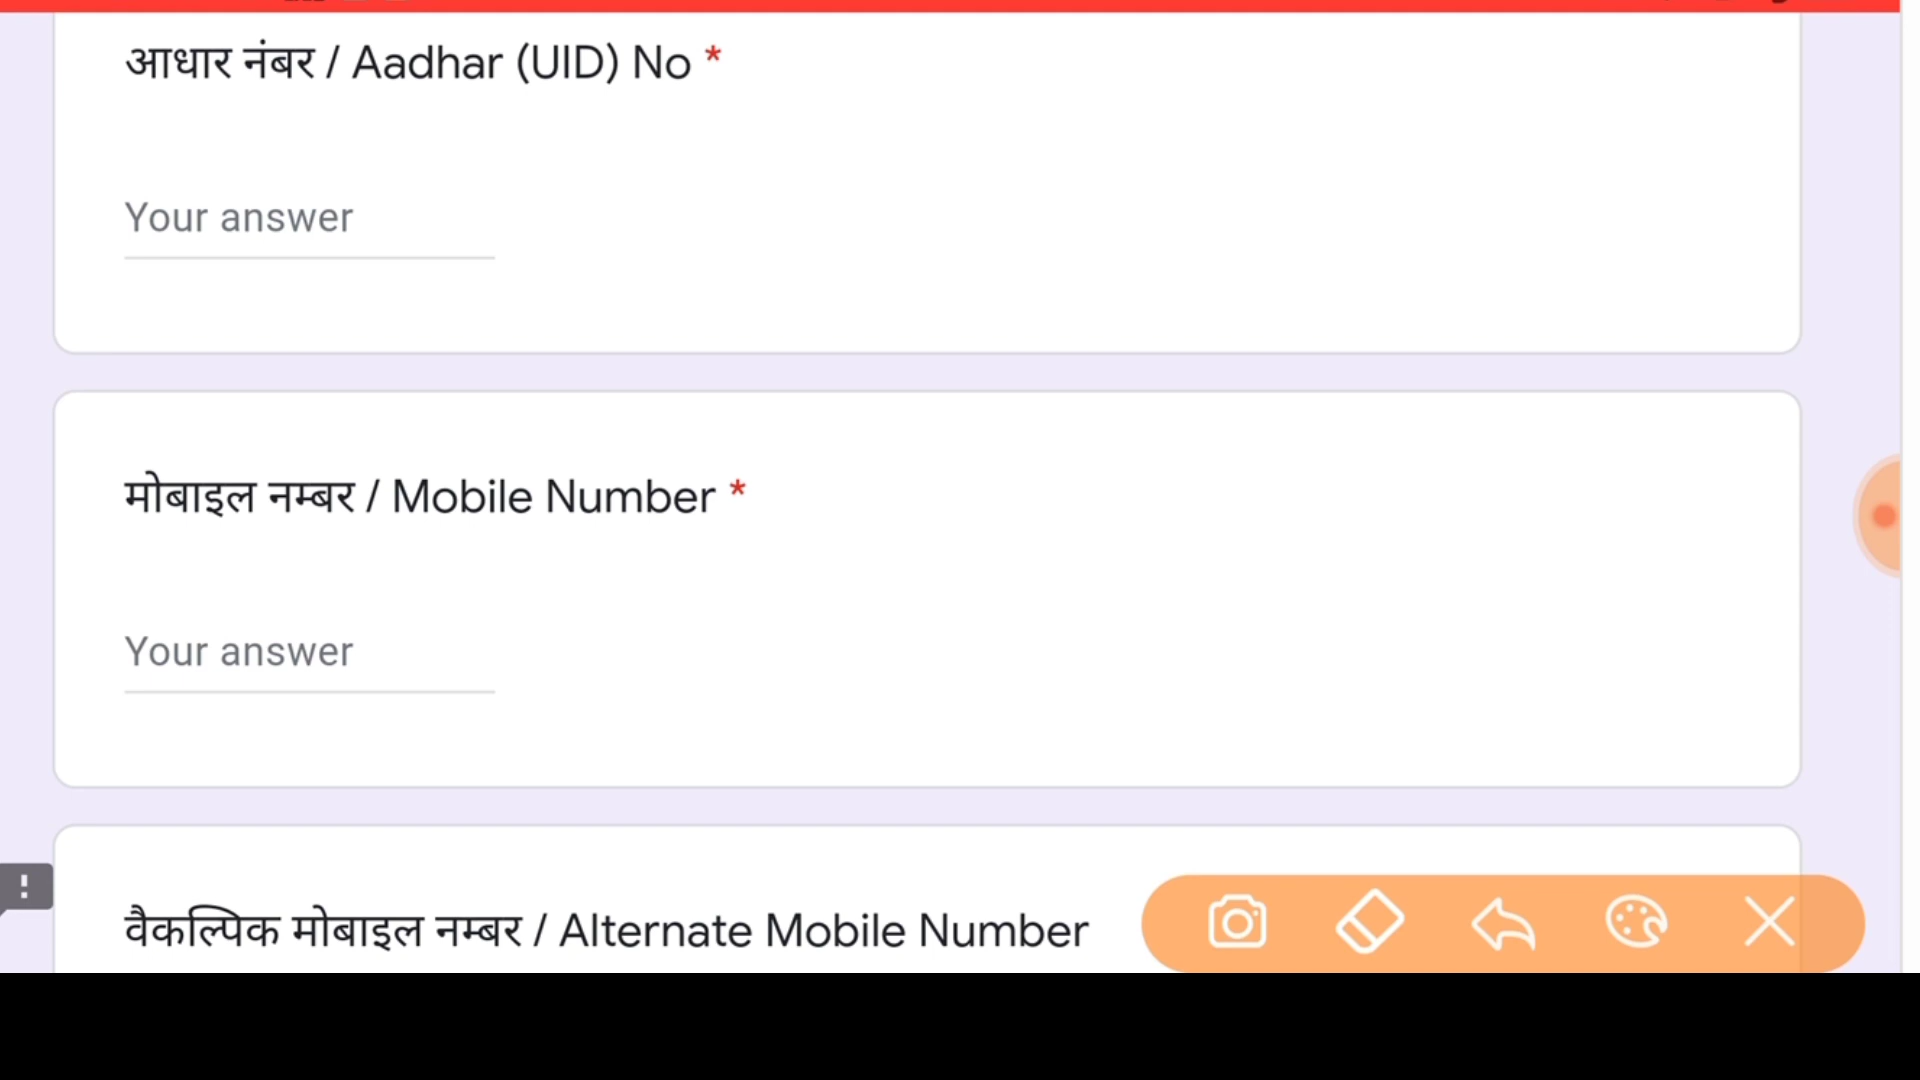 आधार नंबर / Aadhar (UID) No *
Your answer
मोबाइल नम्बर / Mobile Number *
Your answer
वैकल्पिक मोबाइल नम्बर / Alternate Mobile Number